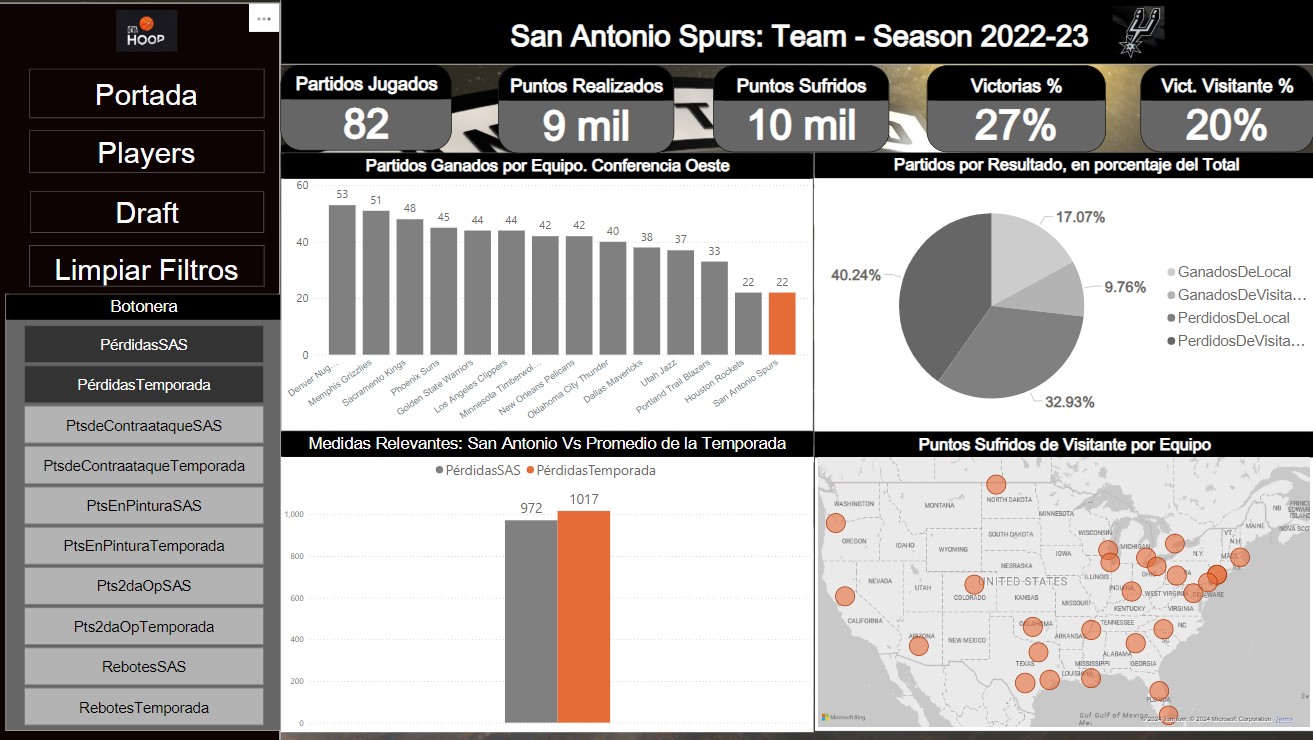 HOOP
...
San Antonio Spurs: Team - Season 2022-23
Portada
Players
Draft
Limpiar Filtros
Botonera
PérdidasSAS
PérdidasTemporada
PtsdeContraataqueSAS
PtsdeContraataqueTemporada
PtsEnPinturaSAS
PtsEnPinturaTemporada
Pts2daOpSAS
Pts2daOpTemporada
RebotesSAS
RebotesTemporada
Partidos Jugados
82
Puntos Realizados
9 mil
Puntos Sufridos
10 mil
Victorias %
27%
Vict. Visitante %
20%
Partidos Ganados por Equipo. Conferencia Oeste
60
40
20
0
53
51
48
45
44
44
42
42
40
38
37
33
22
22
Denver Nug...
Memphis Grizzlies
Sacramento Kings
Phoenix Suns
Golden State Warriors
Los Angeles Clippers
Minnesota Timberwol...
New Orleans Pelicans
Oklahoma City Thunder
Dallas Mavericks
Utah Jazz
Portland Trail Blazers
Houston Rockets
San Antonio Spurs
Partidos por Resultado, en porcentaje del Total
17.07%
9.76%
32.93%
40.24%
GanadosDeLocal
GanadosDeVisita...
PerdidosDeLocal
PerdidosDeVisita...
Medidas Relevantes: San Antonio Vs Promedio de la Temporada
PérdidasSAS PérdidasTemporada
972
1017
1,000
800
600
400
200
0
Puntos Sufridos de Visitante por Equipo
WASHINGTON
MONTANA
NORTH DAKOTA
MINNESOTA
OREGON
IDAHO
WYOMING
SOUTH DAKOTA
WISCONSIN
MICHIGAN
IOWA
NEBRASKA
NEVADA
UTAH
COLORADO
UNITED STATES
KANSAS
ILLINOIS
MISSOURI
KENTUCKY
WEST VIRGINIA
VIRGINIA
DELAWARE
CALIFORNIA
ARIZONA
NEW MEXICO
OKLAHOMA
ARKANSAS
TENNESSEE
NC
SC
TEXAS
MISSISSIPPI
ALABAMA
GEORGIA
FLORIDA
N.Y.
VT.
N.H.
MAINE
NB
NOVA SCO
Gulf Gulf of Mexico
Microsoft Bing
© 2024 TomTom, © 2024 Microsoft Corporation Terms